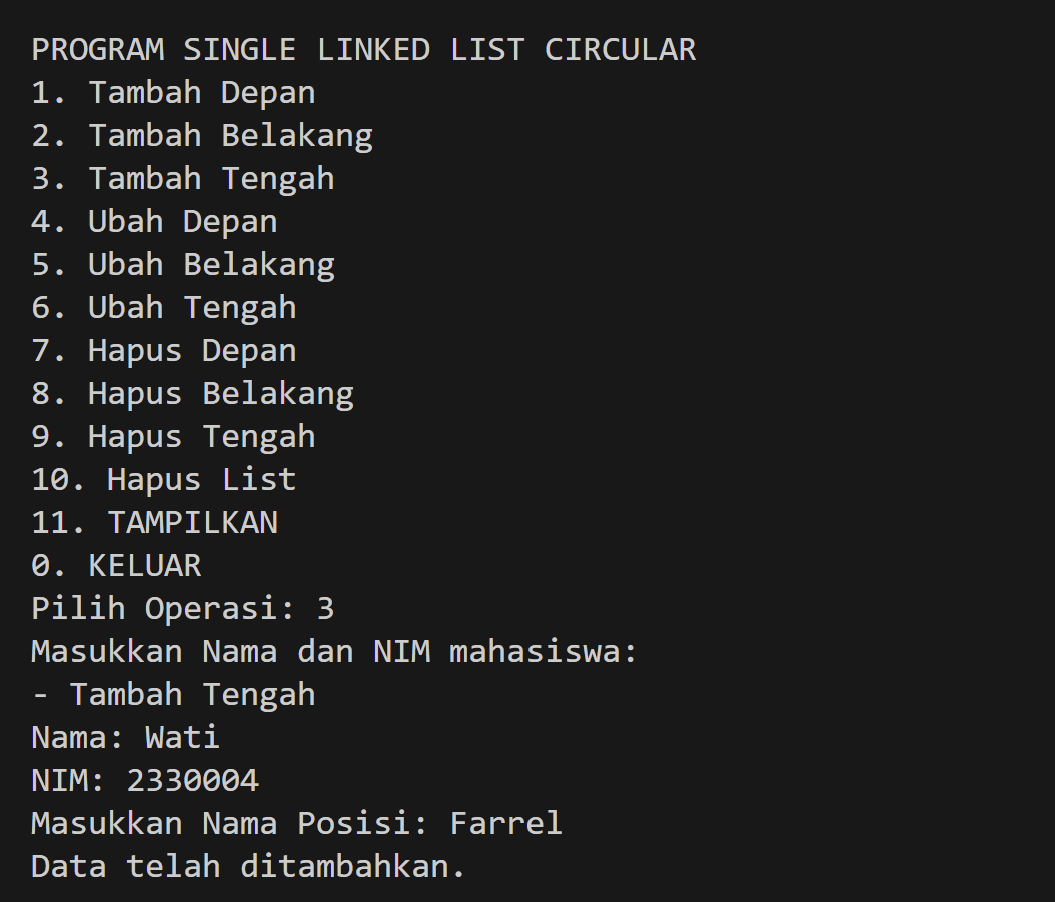 PROGRAM SINGLE LINKED LIST CIRCULAR
1. Tambah Depan
2. Tambah Belakang
3. Tambah Tengah
4. Ubah Depan
5. Ubah Belakang
6. Ubah Tengah
7. Hapus Depan
8. Hapus Belakang
9. Hapus Tengah
10. Hapus List
11. TAMPILKAN
0. KELUAR
Pilih Operasi: 3
Masukkan Nama dan NIM mahasiswa:
- Tambah Tengah
Nama: Wati
NIM: 2330004
Masukkan Nama Posisi: Farrel
Data telah ditambahkan.